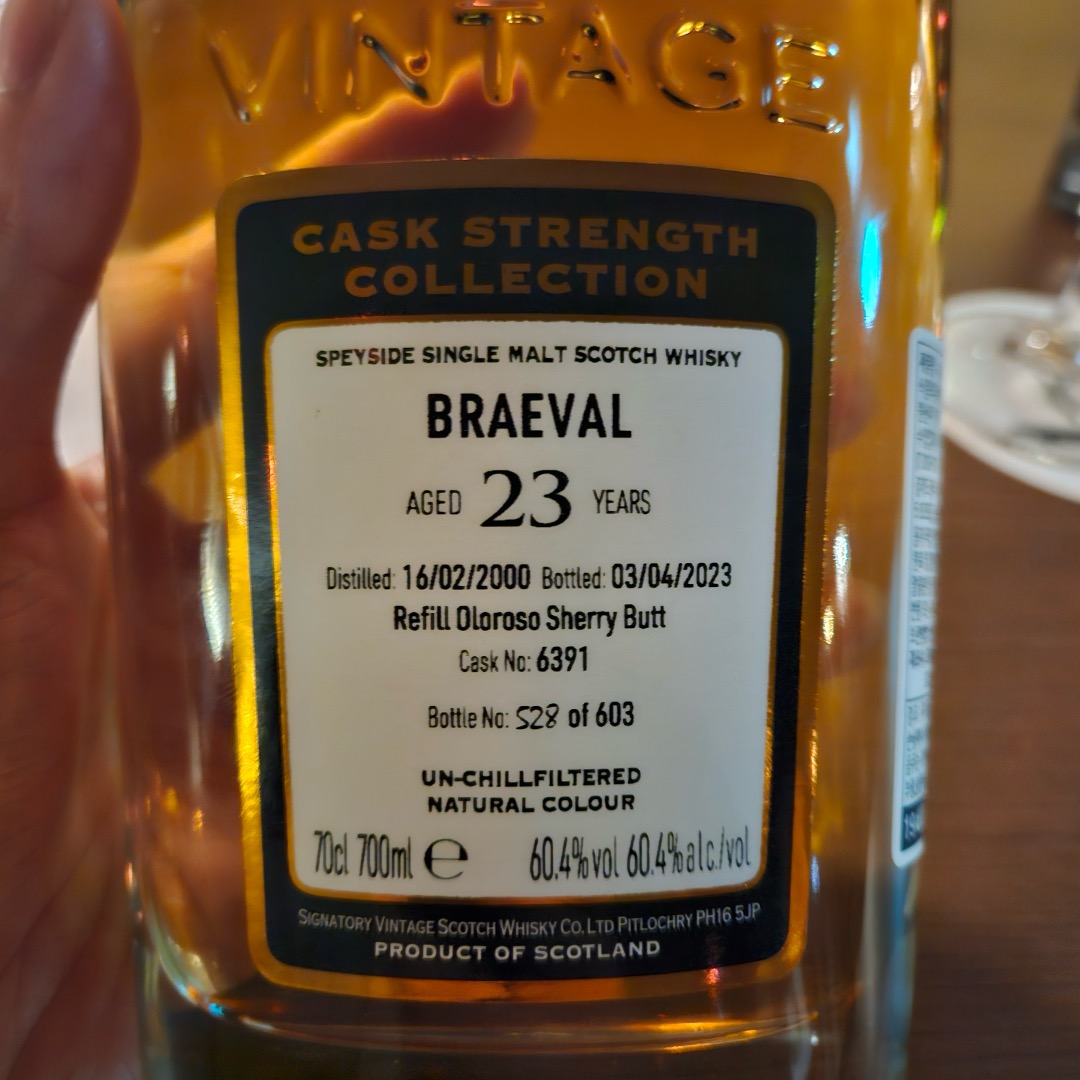 VINTAGE
CASK STRENGTH
COLLECTION
SPEYSIDE SINGLE MALT SCOTCH WHISKY
BRAEVAL
AGED 23 YEARS
Distilled: 16/02/2000 Bottled: 03/04/2023
Refill Oloroso Sherry Butt
Cask No: 6391
Bottle No: 528 of 603
UN-CHILLFILTERED
NATURAL COLOUR
70cl 700ml e 60.4%vol 60.4%alc./vol
SIGNATORY VINTAGE SCOTCH WHISKY CO. LTD PITLOCHRY PH16 5JP
PRODUCT OF SCOTLAND